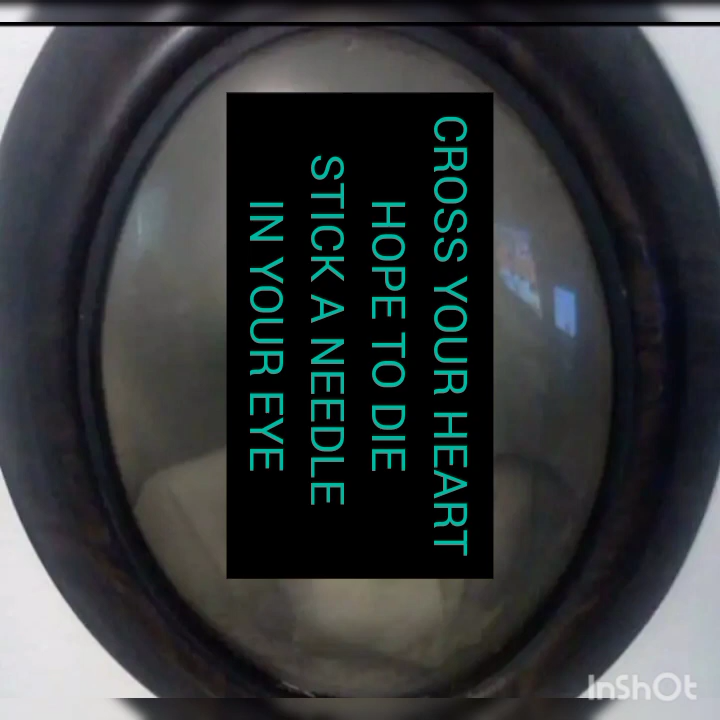 CROSS YOUR HEART
HOPE TO DIE
STICK A NEEDLE
IN YOUR EYE
InShOt